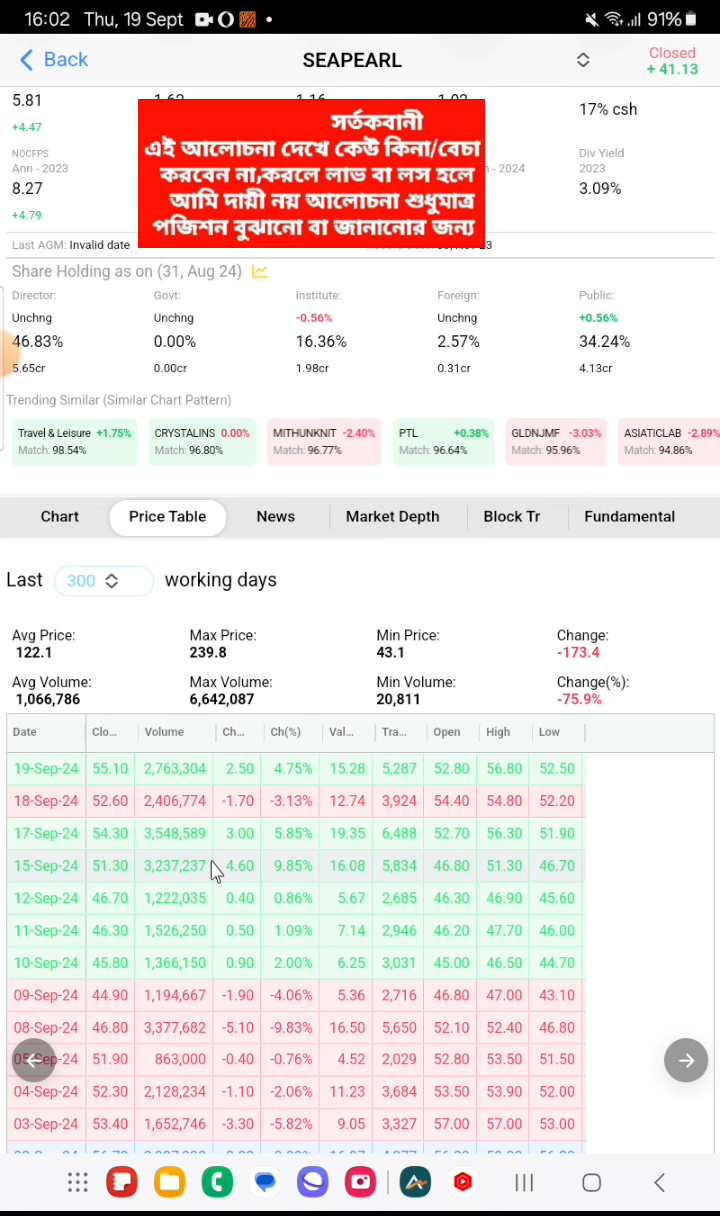 16:02 Thu, 19 Sept 91%
Back SEAPEARL Closed
+ 41.13
5.81 17% csh
+4.47
NOCFPS
Ann - 2023 - 2024 Div Yield 2023
8.27 3.09%
+4.79
সর্তকবানী
এই আলোচনা দেখে কেউ কিনা/বেচা
করবেন না,করলে লাভ বা লস হলে
আমি দায়ী নয় আলোচনা শুধুমাত্র
পজিশন বুঝানো বা জানানোর জন্য
Last AGM: Invalid date
Share Holding as on (31, Aug 24)
Director: Govt: Institute: Foreign: Public:
Unchng Unchng -0.56% Unchng +0.56%
46.83% 0.00% 16.36% 2.57% 34.24%
5.65cr 0.00cr 1.98cr 0.31cr 4.13cr
Trending Similar (Similar Chart Pattern)
Travel & Leisure +1.75% CRYSTALINS 0.00% MITHUNKNIT -2.40% PTL +0.38% GLDNJMF -3.03% ASIATICLAB -2.89%
Match: 98.54% Match: 96.80% Match: 96.77% Match: 96.64% Match: 95.96% Match: 94.86%
Chart Price Table News Market Depth Block Tr Fundamental
Last 300 working days
Avg Price: Max Price: Min Price: Change:
122.1 239.8 43.1 -173.4
Avg Volume: Max Volume: Min Volume: Change(%):
1,066,786 6,642,087 20,811 -75.9%
Date Clo... Volume Ch... Ch(%) Val... Tra... Open High Low
19-Sep-24 55.10 2,763,304 2.50 4.75% 15.28 5,287 52.80 56.80 52.50
18-Sep-24 52.60 2,406,774 -1.70 -3.13% 12.74 3,924 54.40 54.80 52.20
17-Sep-24 54.30 3,548,589 3.00 5.85% 19.35 6,488 52.70 56.30 51.90
15-Sep-24 51.30 3,237,237 4.60 9.85% 16.08 5,834 46.80 51.30 46.70
12-Sep-24 46.70 1,222,035 0.40 0.86% 5.67 2,685 46.30 46.90 45.60
11-Sep-24 46.30 1,526,250 0.50 1.09% 7.14 2,946 46.20 47.70 46.00
10-Sep-24 45.80 1,366,150 0.90 2.00% 6.25 3,031 45.00 46.50 44.70
09-Sep-24 44.90 1,194,667 -1.90 -4.06% 5.36 2,716 46.80 47.00 43.10
08-Sep-24 46.80 3,377,682 -5.10 -9.83% 16.50 5,650 52.10 52.40 46.80
05-Sep-24 51.90 863,000 -0.40 -0.76% 4.52 2,029 52.80 53.50 51.50
04-Sep-24 52.30 2,128,234 -1.10 -2.06% 11.23 3,684 53.50 53.90 52.00
03-Sep-24 53.40 1,652,746 -3.30 -5.82% 9.05 3,327 57.00 57.00 53.00